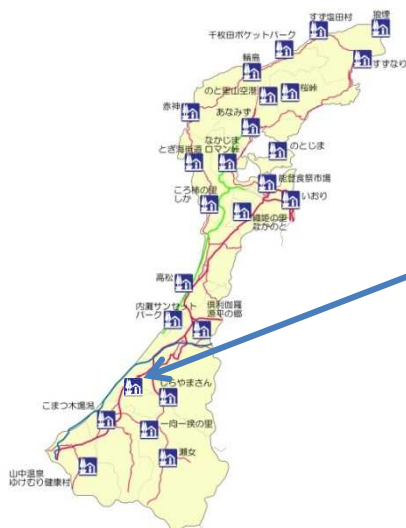 千枚田ポケットパーク
すず塩田村
狼煙
輪島
すずなり
のと里山空港
桜峠
赤神
あなみず
なかじま
ロマン峠
のとじま
とぎ海街道
能登食祭市場
ころ柿の里
しか
いおり
織姫の里
なかのと
高松
内灘サンセット
パーク
倶利伽羅
源平の郷
しらやまさん
こまつ木場潟
一向一揆の里
瀬女
山中温泉
ゆけむり健康村